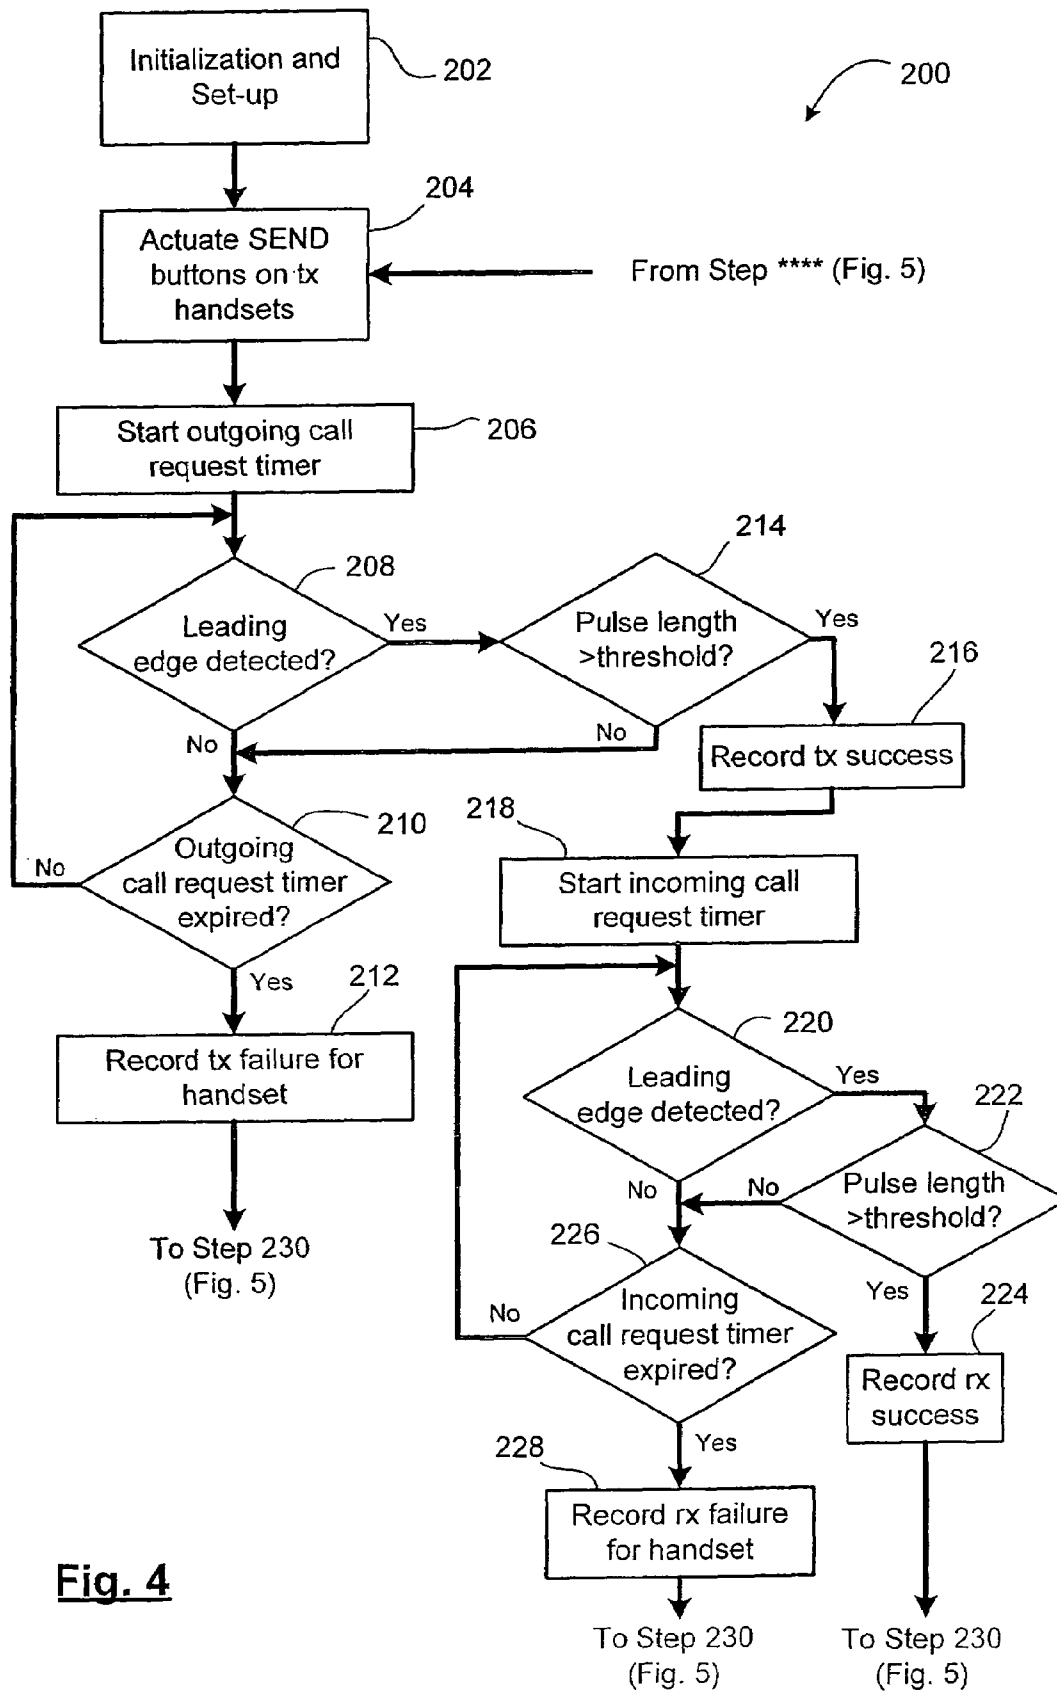 Initialization and
Set-up
202
200
204
Actuate SEND
buttons on tx
handsets
From Step **** (Fig. 5)
Start outgoing call
request timer
206
208
Leading
edge detected?
Yes
No
214
Pulse length
>threshold?
Yes
No
216
Record tx success
210
Outgoing
call request timer
expired?
No
Yes
218
Start incoming call
request timer
212
Record tx failure for
handset
To Step 230
(Fig. 5)
220
Leading
edge detected?
Yes
No
222
Pulse length
>threshold?
No
Yes
226
Incoming
call request timer
expired?
No
Yes
224
Record rx
success
228
Record rx failure
for handset
To Step 230
(Fig. 5)
To Step 230
(Fig. 5)
Fig. 4